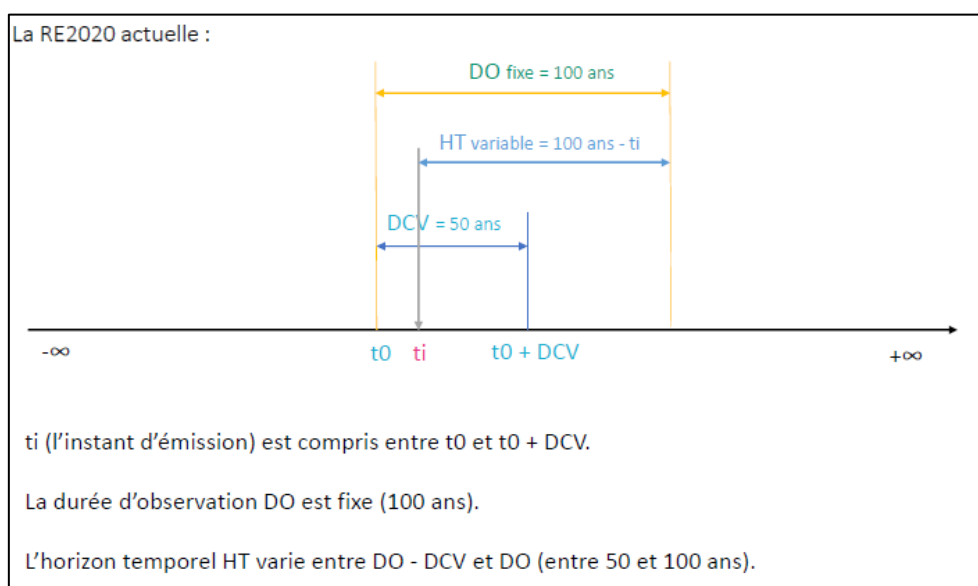 La RE2020 actuelle :
DO fixe = 100 ans
HT variable = 100 ans - ti
DCV = 50 ans
-∞ t0 ti t0 + DCV +∞
ti (l'instant d'émission) est compris entre t0 et t0 + DCV.
La durée d'observation DO est fixe (100 ans).
L'horizon temporel HT varie entre DO - DCV et DO (entre 50 et 100 ans).